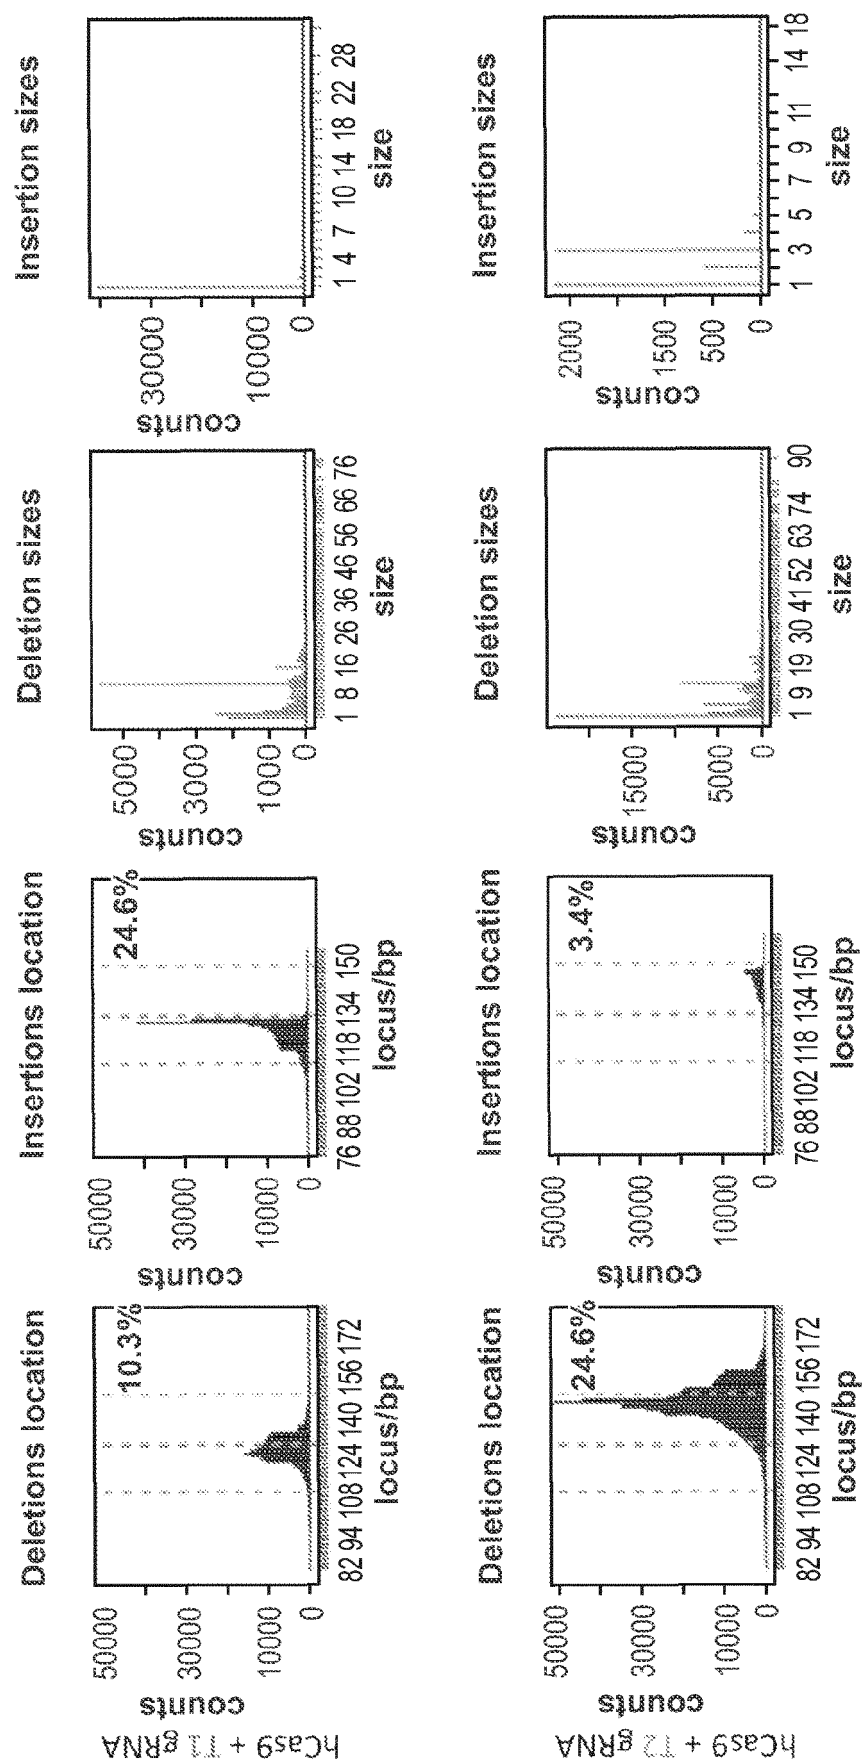 hCas9 + T1 gRNA
Deletions location
counts
50000
30000
10000
0
10.3%
82 94 108 124 140 156 172
locus/bp
Insertions location
counts
50000
30000
10000
0
24.6%
76 88 102 118 134 150
locus/bp
Deletion sizes
counts
5000
3000
1000
0
1 8 16 26 36 46 56 66 76
size
Insertion sizes
counts
30000
10000
0
1 4 7 10 14 18 22 28
size
hCas9 + T2 gRNA
Deletions location
counts
50000
30000
10000
0
24.6%
82 94 108 124 140 156 172
locus/bp
Insertions location
counts
50000
30000
10000
0
3.4%
76 88 102 118 134 150
locus/bp
Deletion sizes
counts
15000
5000
0
1 9 19 30 41 52 63 74 90
size
Insertion sizes
counts
2000
1500
500
0
1 3 5 7 9 11 14 18
size